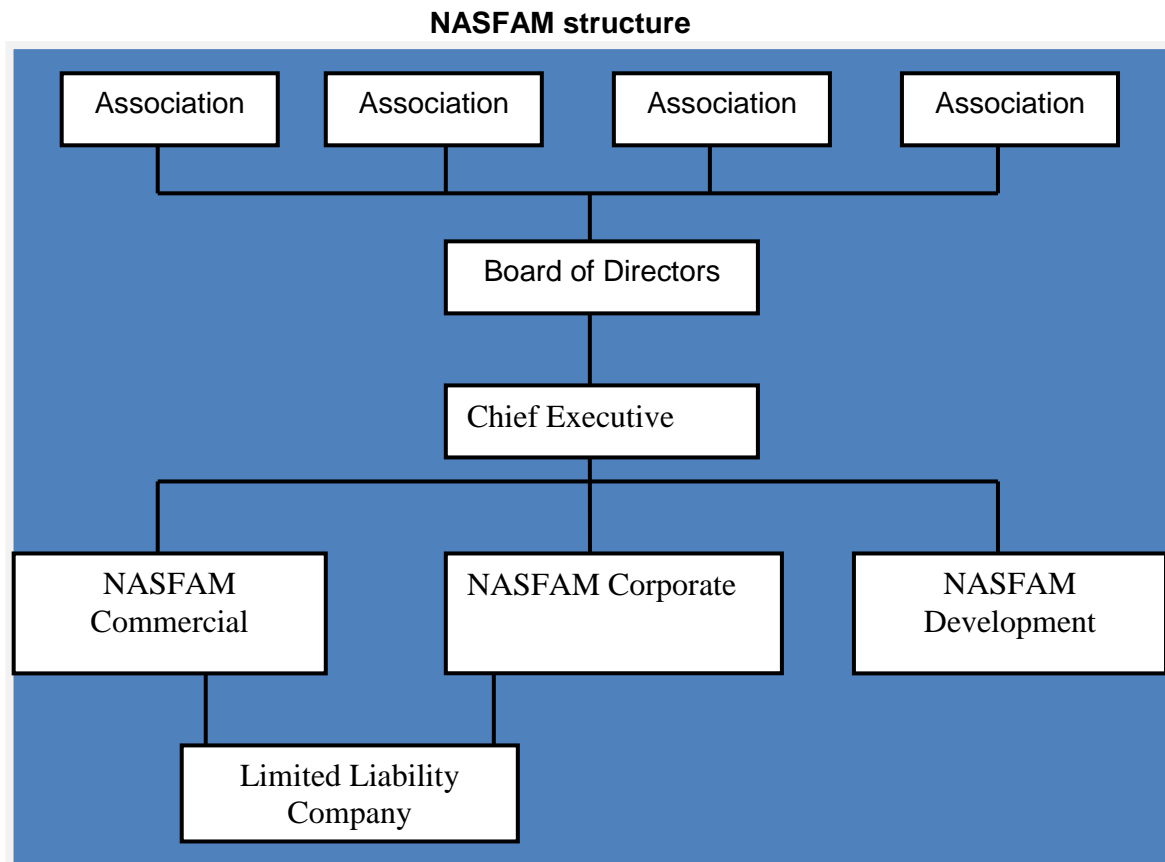 NASFAM structure
Association
Association
Association
Association
Board of Directors
Chief Executive
NASFAM
Commercial
NASFAM Corporate
NASFAM
Development
Limited Liability
Company